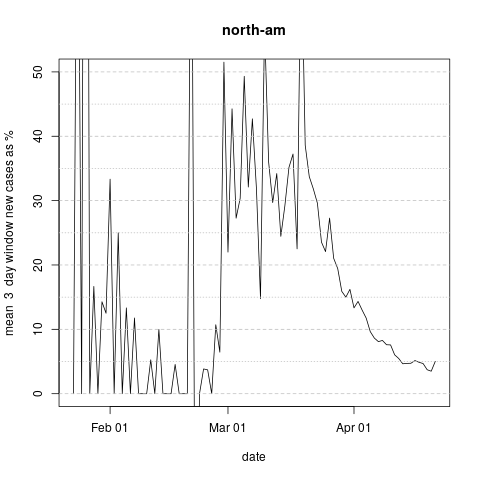 north-am
mean 3 day window new cases as %
50
40
30
20
10
0
Feb 01
Mar 01
Apr 01
date